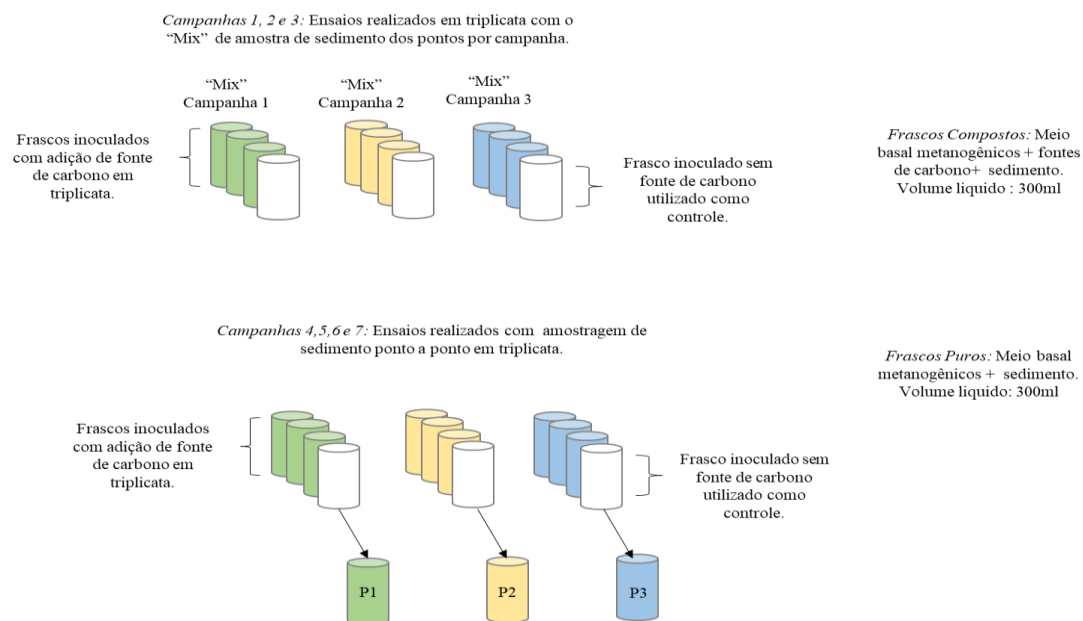 Campanhas 1, 2 e 3: Ensaios realizados em triplicata com o
“Mix” de amostra de sedimento dos pontos por campanha.
“Mix”
Campanha 1
“Mix”
Campanha 2
“Mix”
Campanha 3
Frascos inoculados
com adição de fonte
de carbono em
triplicata.
Frasco inoculado sem
fonte de carbono
utilizado como
controle.
Frascos Compostos: Meio
basal metanogênicos + fontes
de carbono+ sedimento.
Volume liquido : 300ml
Campanhas 4,5,6 e 7: Ensaios realizados com amostragem de
sedimento ponto a ponto em triplicata.
Frascos Puros: Meio basal
metanogênicos + sedimento.
Volume liquido: 300ml
Frascos inoculados
com adição de fonte
de carbono em
triplicata.
Frasco inoculado sem
fonte de carbono
utilizado como
controle.
P1
P2
P3